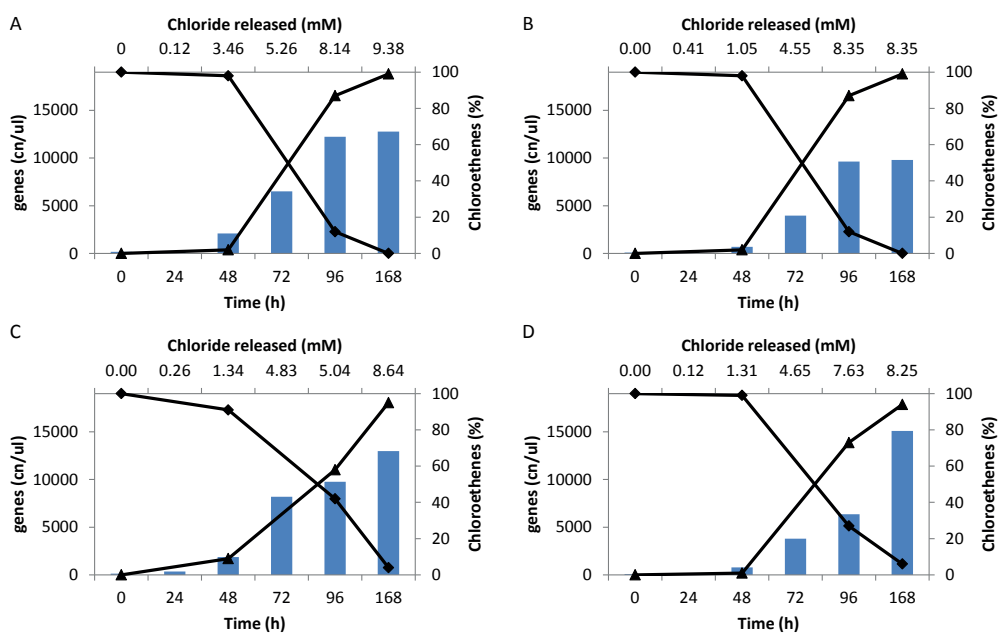 A
Chloride released (mM)
0 0.12 3.46 5.26 8.14 9.38
genes (cn/ul)
15000
10000
5000
0
100
80
60
40
20
0
Chloroethenes (%)
0 24 48 72 96 168
Time (h)
B
Chloride released (mM)
0.00 0.41 1.05 4.55 8.35 8.35
genes (cn/ul)
15000
10000
5000
0
100
80
60
40
20
0
Chloroethenes (%)
0 24 48 72 96 168
Time (h)
C
Chloride released (mM)
0.00 0.26 1.34 4.83 5.04 8.64
genes (cn/ul)
15000
10000
5000
0
100
80
60
40
20
0
Chloroethenes (%)
0 24 48 72 96 168
Time (h)
D
Chloride released (mM)
0.00 0.12 1.31 4.65 7.63 8.25
genes (cn/ul)
15000
10000
5000
0
100
80
60
40
20
0
Chloroethenes (%)
0 24 48 72 96 168
Time (h)